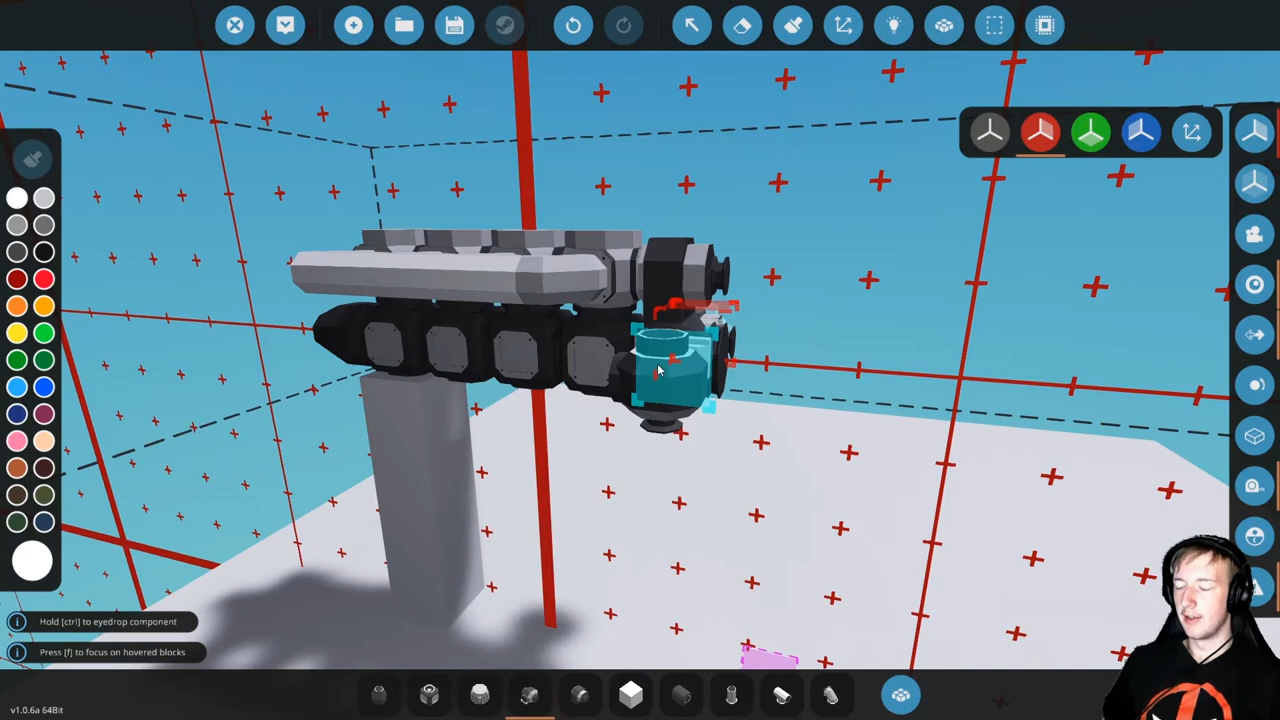 Hold [ctrl] to eyedrop component
Press [f] to focus on hovered blocks
v1.0.6a 64Bit